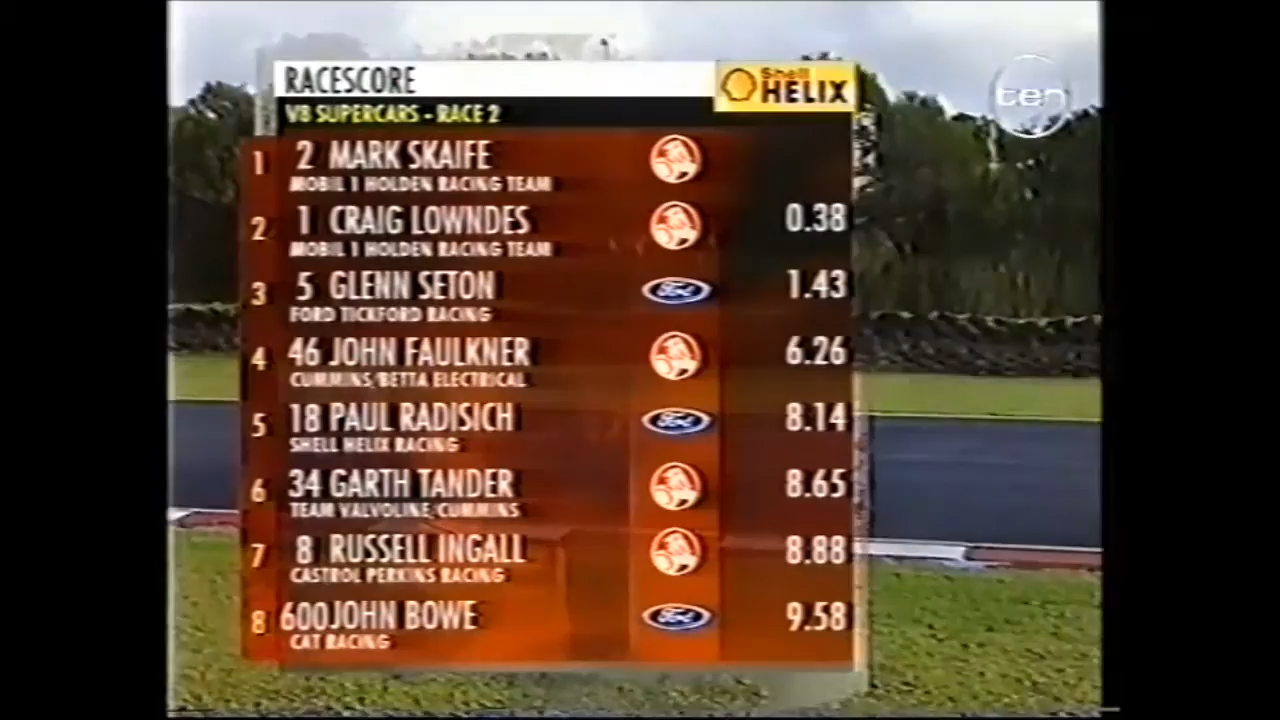 RACESCORE
Shell HELIX
ten
V8 SUPERCARS - RACE 2
1 2 MARK SKAIFE
MOBIL 1 HOLDEN RACING TEAM
2 1 CRAIG LOWNDES 0.38
MOBIL 1 HOLDEN RACING TEAM
3 5 GLENN SETON Ford 1.43
FORD TICKFORD RACING
4 46 JOHN FAULKNER 6.26
CUMMINS/BETTA ELECTRICAL
5 18 PAUL RADISICH Ford 8.14
SHELL HELIX RACING
6 34 GARTH TANDER 8.65
TEAM VALVOLINE/CUMMINS
7 8 RUSSELL INGALL 8.88
CASTROL PERKINS RACING
8 600 JOHN BOWE Ford 9.58
CAT RACING